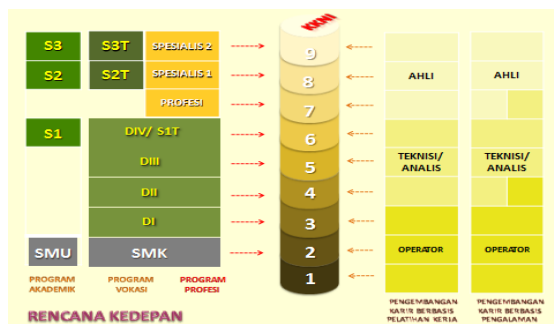 KKNI
S3 S3T SPESIALIS 2 9
S2 S2T SPESIALIS 1 8 AHLI AHLI
PROFESI 7
S1 DIV/ S1T 6
DIII 5 TEKNISI/ TEKNISI/
ANALIS ANALIS
DII 4
DI 3
SMU SMK 2 OPERATOR OPERATOR
1
PROGRAM PROGRAM PROGRAM
AKADEMIK VOKASI PROFESI
PENGEMBANGAN PENGEMBANGAN
KARIR BERBASIS KARIR BERBASIS
PELATIHAN KERJA PENGALAMAN
RENCANA KEDEPAN